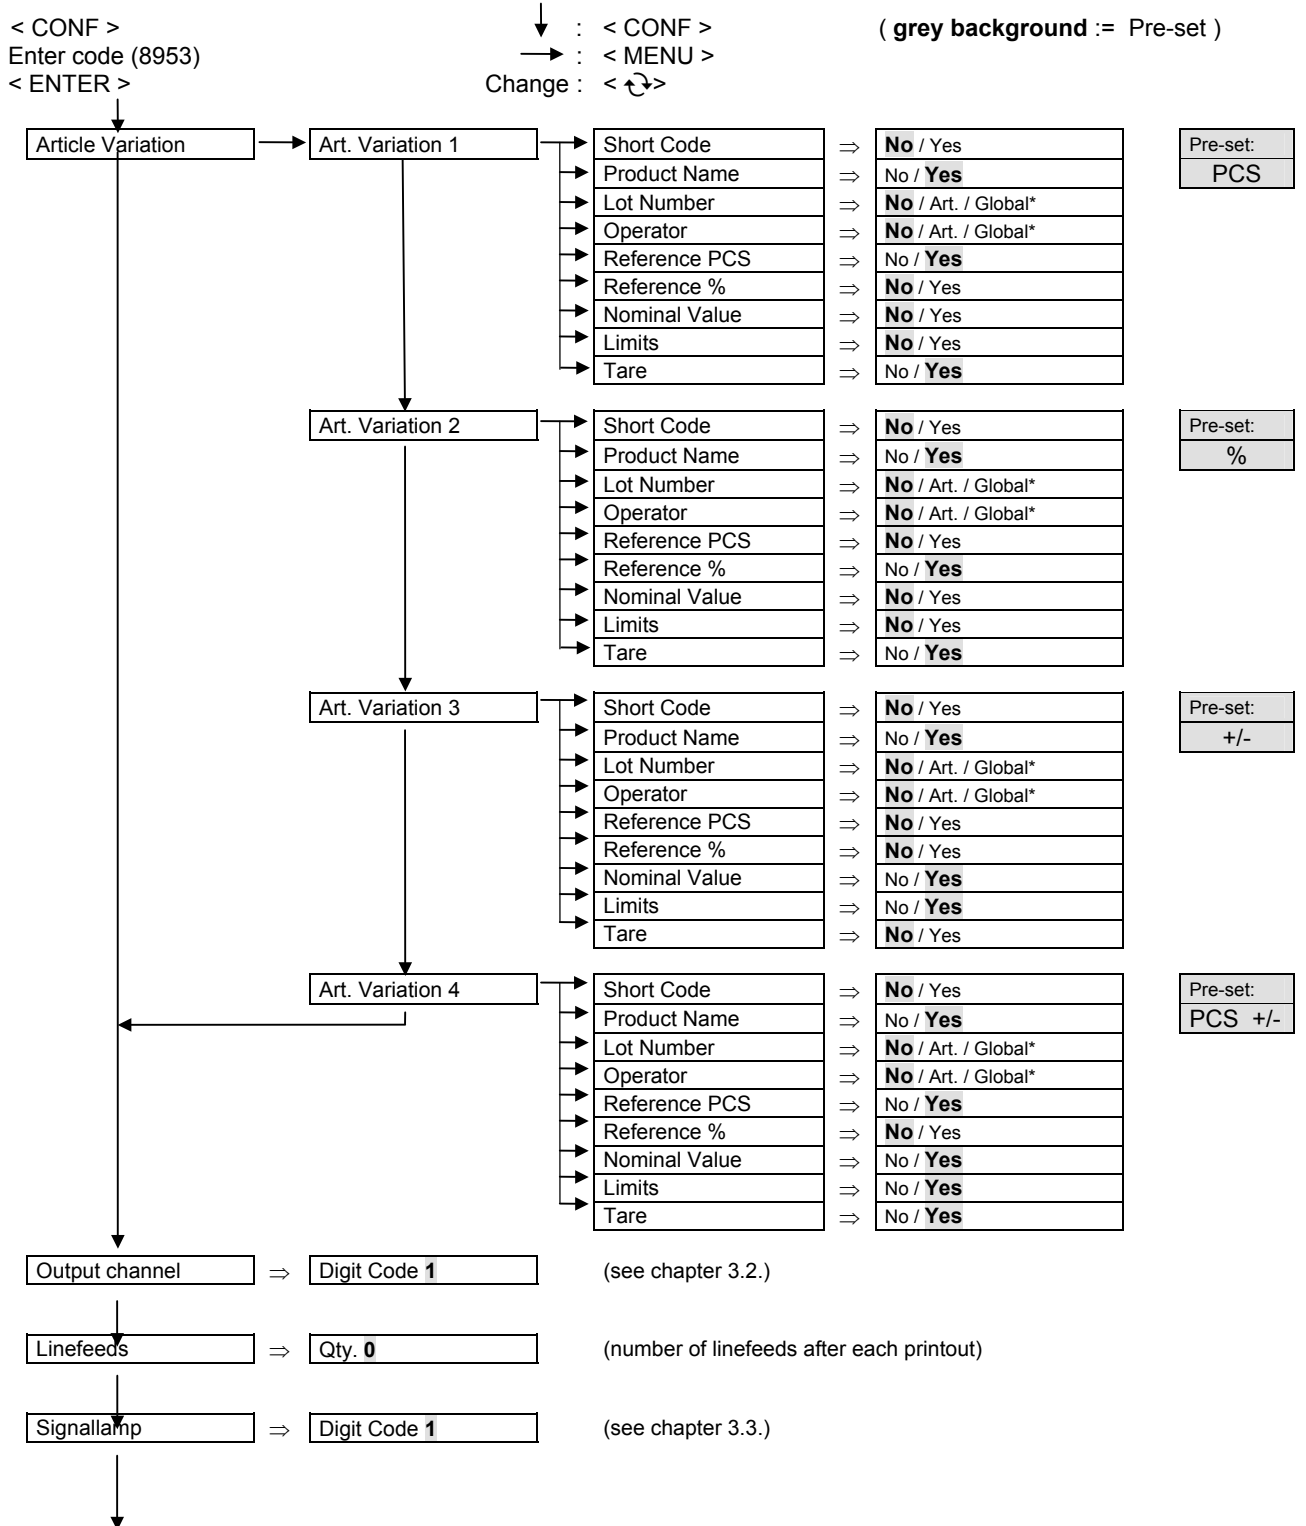 : < CONF > ( grey background := Pre-set )
< CONF >
Enter code (8953) : < MENU >
< ENTER > Change : < >
Article Variation Art. Variation 1 Short Code ⇒ No / Yes Pre-set:
Product Name ⇒ No / Yes PCS
Lot Number ⇒ No / Art. / Global*
Operator ⇒ No / Art. / Global*
Reference PCS ⇒ No / Yes
Reference % ⇒ No / Yes
Nominal Value ⇒ No / Yes
Limits ⇒ No / Yes
Tare ⇒ No / Yes
Art. Variation 2 Short Code ⇒ No / Yes Pre-set:
Product Name ⇒ No / Yes %
Lot Number ⇒ No / Art. / Global*
Operator ⇒ No / Art. / Global*
Reference PCS ⇒ No / Yes
Reference % ⇒ No / Yes
Nominal Value ⇒ No / Yes
Limits ⇒ No / Yes
Tare ⇒ No / Yes
Art. Variation 3 Short Code ⇒ No / Yes Pre-set:
Product Name ⇒ No / Yes +/-
Lot Number ⇒ No / Art. / Global*
Operator ⇒ No / Art. / Global*
Reference PCS ⇒ No / Yes
Reference % ⇒ No / Yes
Nominal Value ⇒ No / Yes
Limits ⇒ No / Yes
Tare ⇒ No / Yes
Art. Variation 4 Short Code ⇒ No / Yes Pre-set:
Product Name ⇒ No / Yes PCS +/-
Lot Number ⇒ No / Art. / Global*
Operator ⇒ No / Art. / Global*
Reference PCS ⇒ No / Yes
Reference % ⇒ No / Yes
Nominal Value ⇒ No / Yes
Limits ⇒ No / Yes
Tare ⇒ No / Yes
Output channel ⇒ Digit Code 1 (see chapter 3.2.)
Linefeeds ⇒ Qty. 0 (number of linefeeds after each printout)
Signallamp ⇒ Digit Code 1 (see chapter 3.3.)